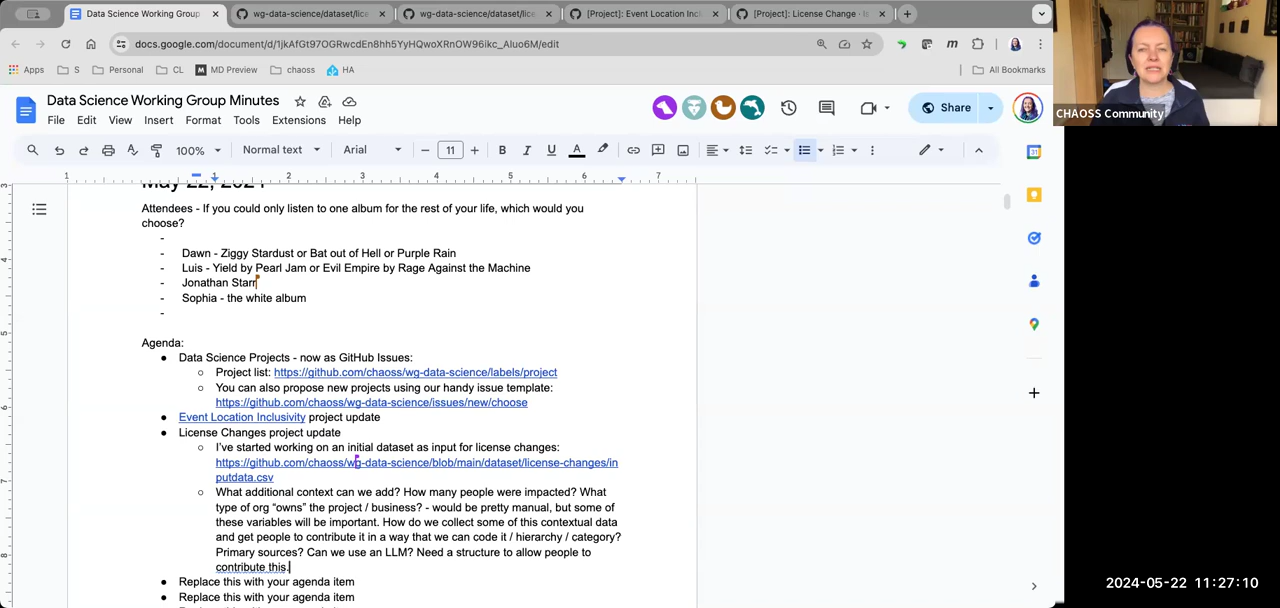 Data Science Working Group
wg-data-science/dataset/lice
wg-data-science/dataset/lice
[Project]: Event Location Incl
[Project]: License Change · Is
docs.google.com/document/d/1jkAfGt97OGRwcdEn8hh5YyHQwoXRnOW96ikc_AIuo6M/edit
Apps
S
Personal
CL
MD Preview
chaoss
HA
All Bookmarks
Data Science Working Group Minutes
File Edit View Insert Format Tools Extensions Help
Share
100%
Normal text
Arial
11
CHAOSS Community
May 22, 2024
Attendees - If you could only listen to one album for the rest of your life, which would you
choose?
-
- Dawn - Ziggy Stardust or Bat out of Hell or Purple Rain
- Luis - Yield by Pearl Jam or Evil Empire by Rage Against the Machine
- Jonathan Starr
- Sophia - the white album
-
Agenda:
● Data Science Projects - now as GitHub Issues:
○ Project list: https://github.com/chaoss/wg-data-science/labels/project
○ You can also propose new projects using our handy issue template:
https://github.com/chaoss/wg-data-science/issues/new/choose
● Event Location Inclusivity project update
● License Changes project update
○ I've started working on an initial dataset as input for license changes:
https://github.com/chaoss/wg-data-science/blob/main/dataset/license-changes/in
putdata.csv
○ What additional context can we add? How many people were impacted? What
type of org “owns” the project / business? - would be pretty manual, but some of
these variables will be important. How do we collect some of this contextual data
and get people to contribute it in a way that we can code it / hierarchy / category?
Primary sources? Can we use an LLM? Need a structure to allow people to
contribute this.
● Replace this with your agenda item
● Replace this with your agenda item
2024-05-22 11:27:10